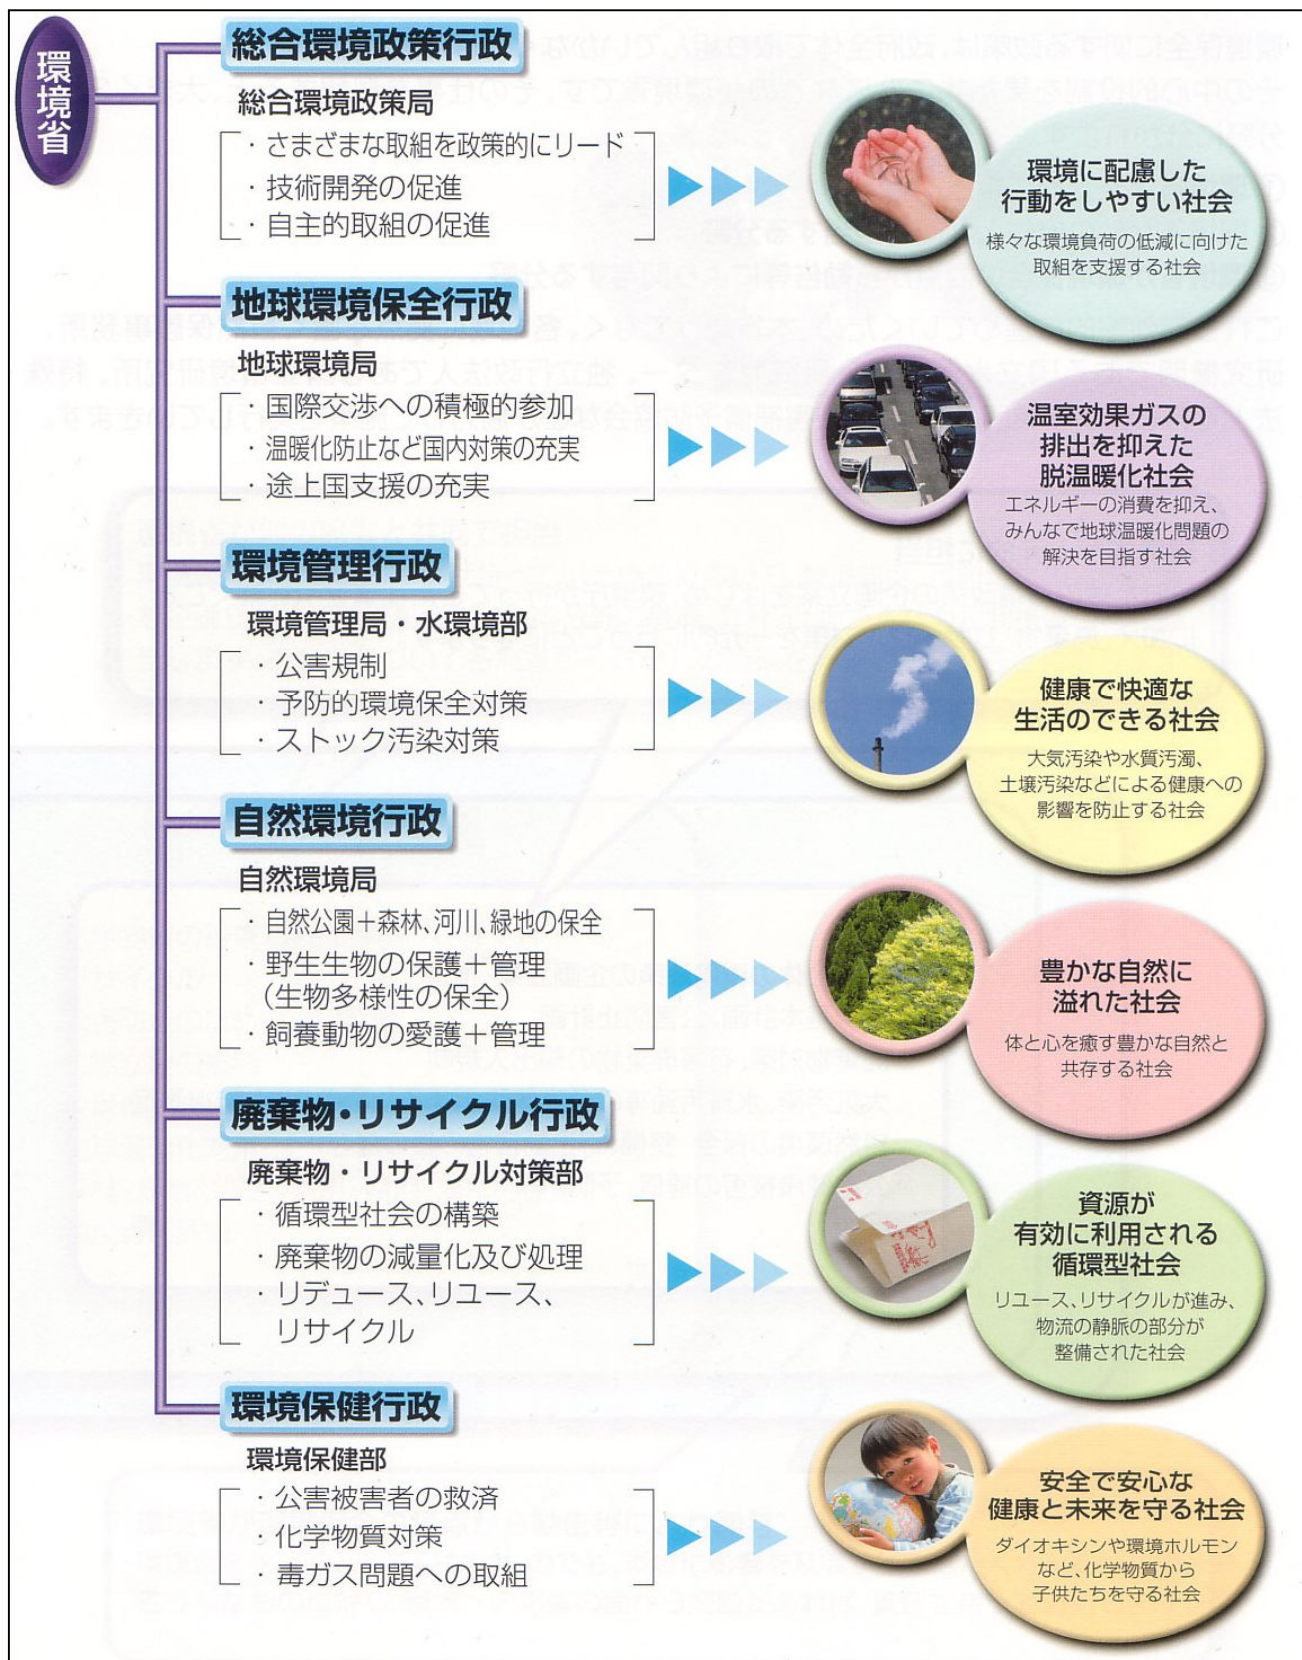 環境省
総合環境政策行政
総合環境政策局
・さまざまな取組を政策的にリード
・技術開発の促進
・自主的取組の促進
環境に配慮した
行動をしやすい社会
様々な環境負荷の低減に向けた
取組を支援する社会
地球環境保全行政
地球環境局
・国際交渉への積極的参加
・温暖化防止など国内対策の充実
・途上国支援の充実
温室効果ガスの
排出を抑えた
脱温暖化社会
エネルギーの消費を抑え、
みんなで地球温暖化問題の
解決を目指す社会
環境管理行政
環境管理局・水環境部
・公害規制
・予防的環境保全対策
・ストック汚染対策
健康で快適な
生活のできる社会
大気汚染や水質汚濁、
土壌汚染などによる健康への
影響を防止する社会
自然環境行政
自然環境局
・自然公園+森林、河川、緑地の保全
・野生生物の保護+管理
(生物多様性の保全)
・飼養動物の愛護+管理
豊かな自然に
溢れた社会
体と心を癒す豊かな自然と
共存する社会
廃棄物・リサイクル行政
廃棄物・リサイクル対策部
・循環型社会の構築
・廃棄物の減量化及び処理
・リデュース、リユース、
リサイクル
資源が
有効に利用される
循環型社会
リユース、リサイクルが進み、
物流の静脈の部分が
整備された社会
環境保健行政
環境保健部
・公害被害者の救済
・化学物質対策
・毒ガス問題への取組
安全で安心な
健康と未来を守る社会
ダイオキシンや環境ホルモン
など、化学物質から
子供たちを守る社会